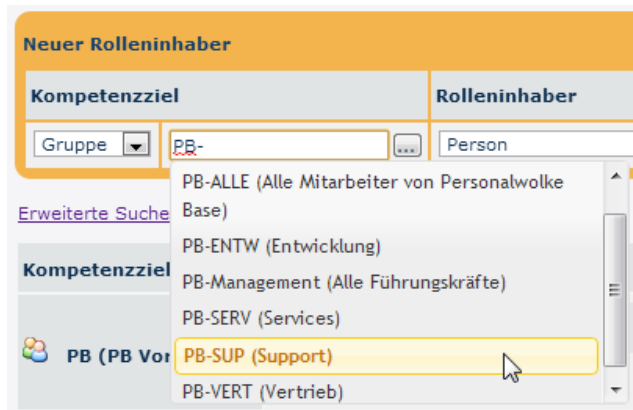 Neuer Rolleninhaber
Kompetenzziel Rolleninhaber
Gruppe PB- ... Person
PB-ALLE (Alle Mitarbeiter von Personalwolke
Base)
Erweiterte Suche
PB-ENTW (Entwicklung)
Kompetenzziel
PB-Management (Alle Führungskräfte)
PB-SERV (Services)
PB (PB Vor
PB-SUP (Support)
PB-VERT (Vertrieb)